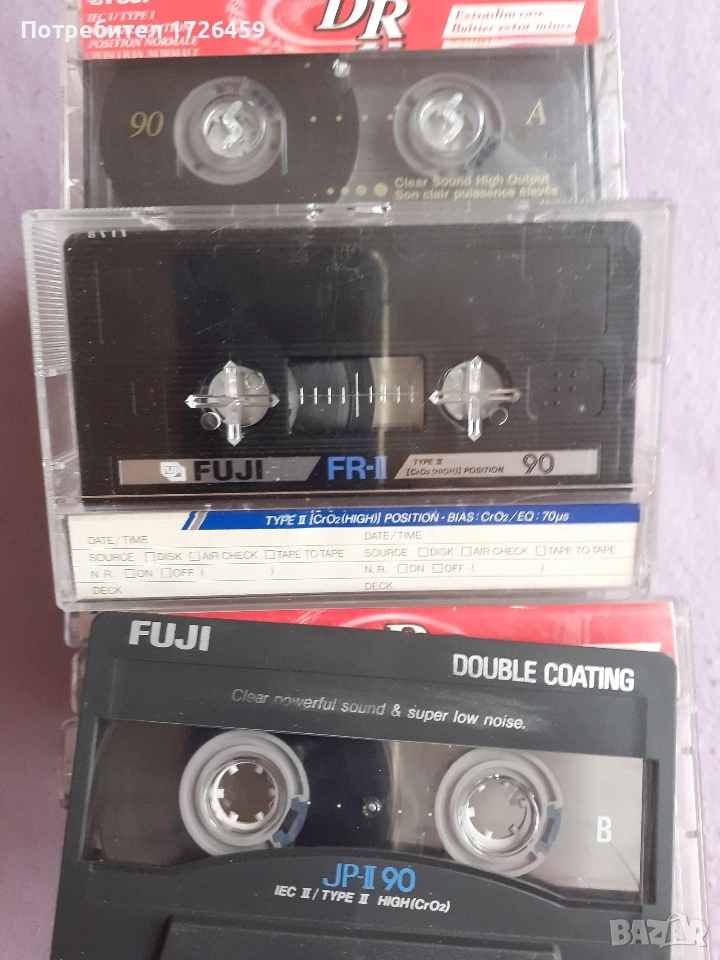 Потребител 1726459
DR
IEC I / TYPE I
POSITION NORMALE
Extraslim case
Boîtier extra-mince
90
A
Clear Sound High Output
Son clair puissance élevée
FUJI FR-II TYPE II [CrO2(HIGH)] POSITION 90
TYPE II [CrO2(HIGH)] POSITION · BIAS : CrO2 / EQ : 70μs
DATE / TIME DATE / TIME
SOURCE □DISK □AIR CHECK □TAPE TO TAPE SOURCE □DISK □AIR CHECK □TAPE TO TAPE
N. R. □ON □OFF ( ) N. R. □ON □OFF ( )
DECK DECK
FUJI
DOUBLE COATING
Clear powerful sound & super low noise.
B
JP-II 90
IEC II / TYPE II HIGH (CrO2)
BAZAR